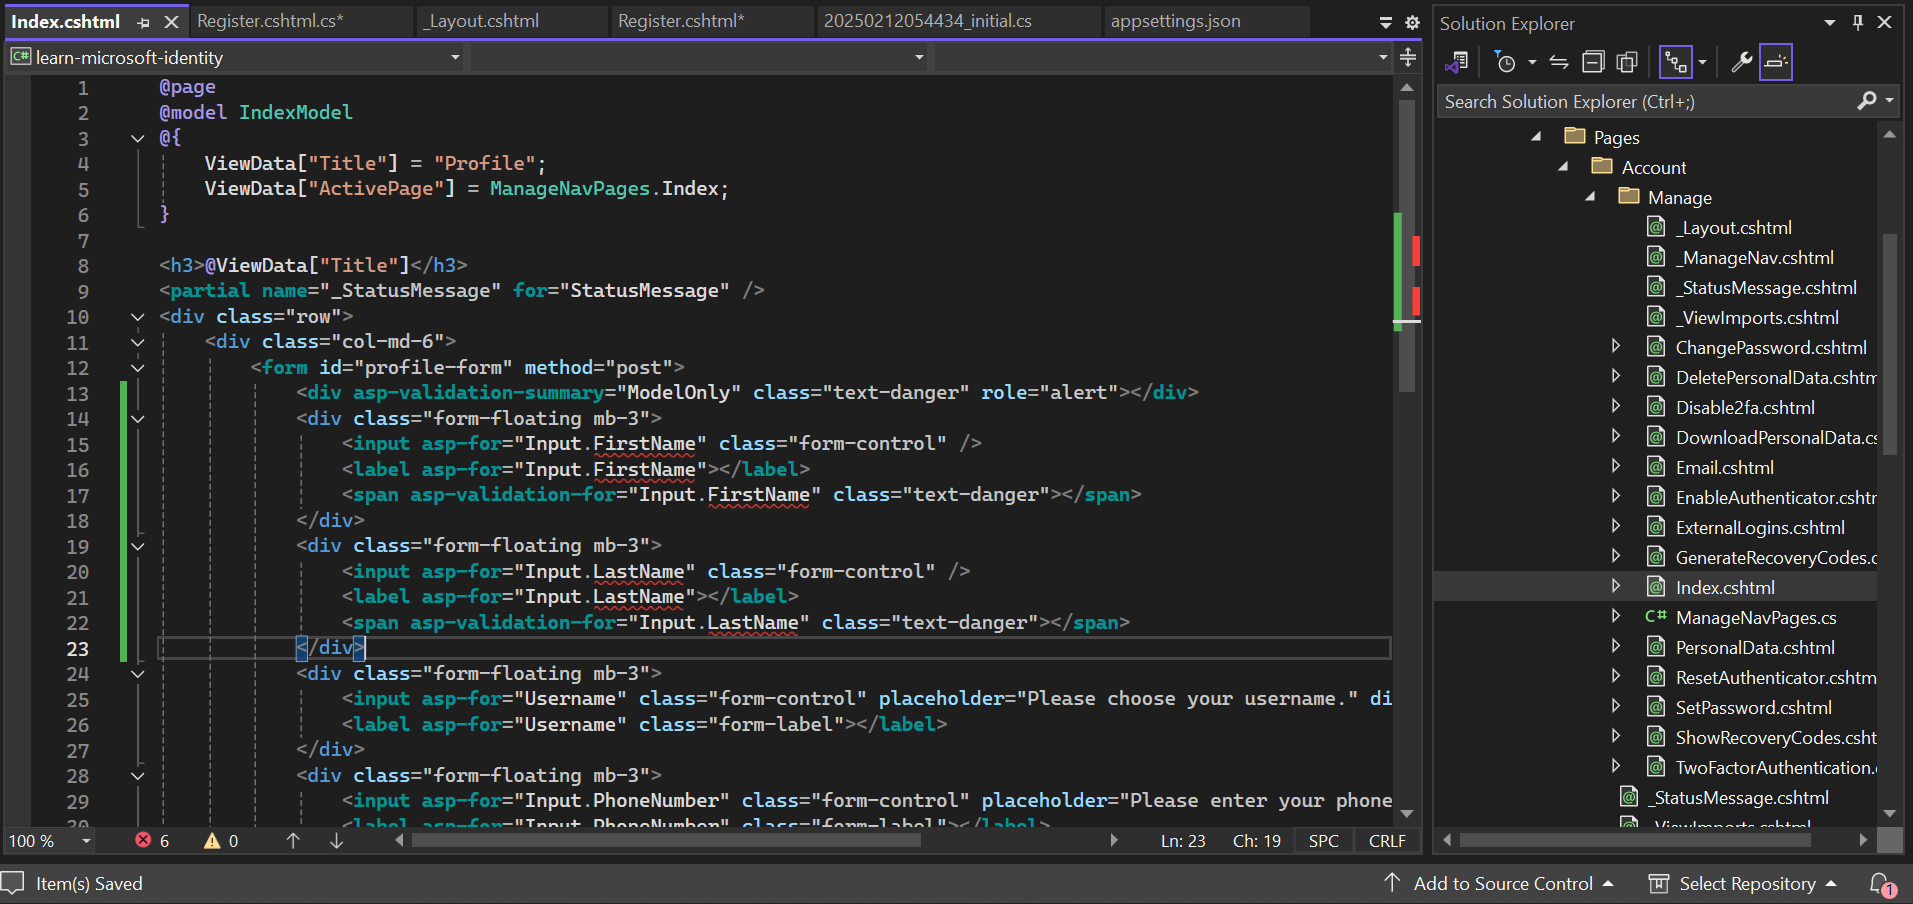 Index.cshtml
Register.cshtml.cs*
_Layout.cshtml
Register.cshtml*
20250212054434_initial.cs
appsettings.json
C# learn-microsoft-identity
1 @page
2 @model IndexModel
3 @{
4 ViewData["Title"] = "Profile";
5 ViewData["ActivePage"] = ManageNavPages.Index;
6 }
7
8 <h3>@ViewData["Title"]</h3>
9 <partial name="_StatusMessage" for="StatusMessage" />
10 <div class="row">
11 <div class="col-md-6">
12 <form id="profile-form" method="post">
13 <div asp-validation-summary="ModelOnly" class="text-danger" role="alert"></div>
14 <div class="form-floating mb-3">
15 <input asp-for="Input.FirstName" class="form-control" />
16 <label asp-for="Input.FirstName"></label>
17 <span asp-validation-for="Input.FirstName" class="text-danger"></span>
18 </div>
19 <div class="form-floating mb-3">
20 <input asp-for="Input.LastName" class="form-control" />
21 <label asp-for="Input.LastName"></label>
22 <span asp-validation-for="Input.LastName" class="text-danger"></span>
23 </div>
24 <div class="form-floating mb-3">
25 <input asp-for="Username" class="form-control" placeholder="Please choose your username." di
26 <label asp-for="Username" class="form-label"></label>
27 </div>
28 <div class="form-floating mb-3">
29 <input asp-for="Input.PhoneNumber" class="form-control" placeholder="Please enter your phone
30 <label asp-for="Input.PhoneNumber" class="form-label"></label>
100 %
6
0
Ln: 23
Ch: 19
SPC
CRLF
Solution Explorer
Search Solution Explorer (Ctrl+;)
Pages
Account
Manage
_Layout.cshtml
_ManageNav.cshtml
_StatusMessage.cshtml
_ViewImports.cshtml
ChangePassword.cshtml
DeletePersonalData.cshtm
Disable2fa.cshtml
DownloadPersonalData.cs
Email.cshtml
EnableAuthenticator.cshtr
ExternalLogins.cshtml
GenerateRecoveryCodes.c
Index.cshtml
C# ManageNavPages.cs
PersonalData.cshtml
ResetAuthenticator.cshtm
SetPassword.cshtml
ShowRecoveryCodes.csht
TwoFactorAuthentication.
_StatusMessage.cshtml
_ViewImports.cshtml
Item(s) Saved
Add to Source Control
Select Repository
1